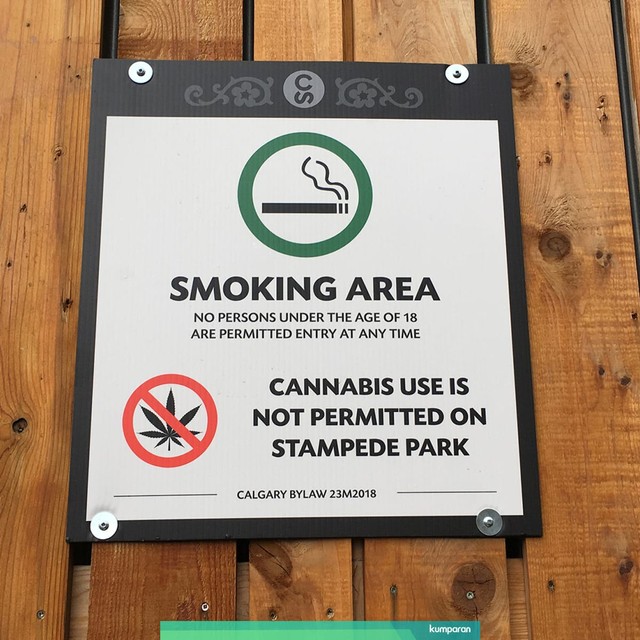 CS
SMOKING AREA
NO PERSONS UNDER THE AGE OF 18
ARE PERMITTED ENTRY AT ANY TIME
CANNABIS USE IS
NOT PERMITTED ON
STAMPEDE PARK
CALGARY BYLAW 23M2018
kumparan